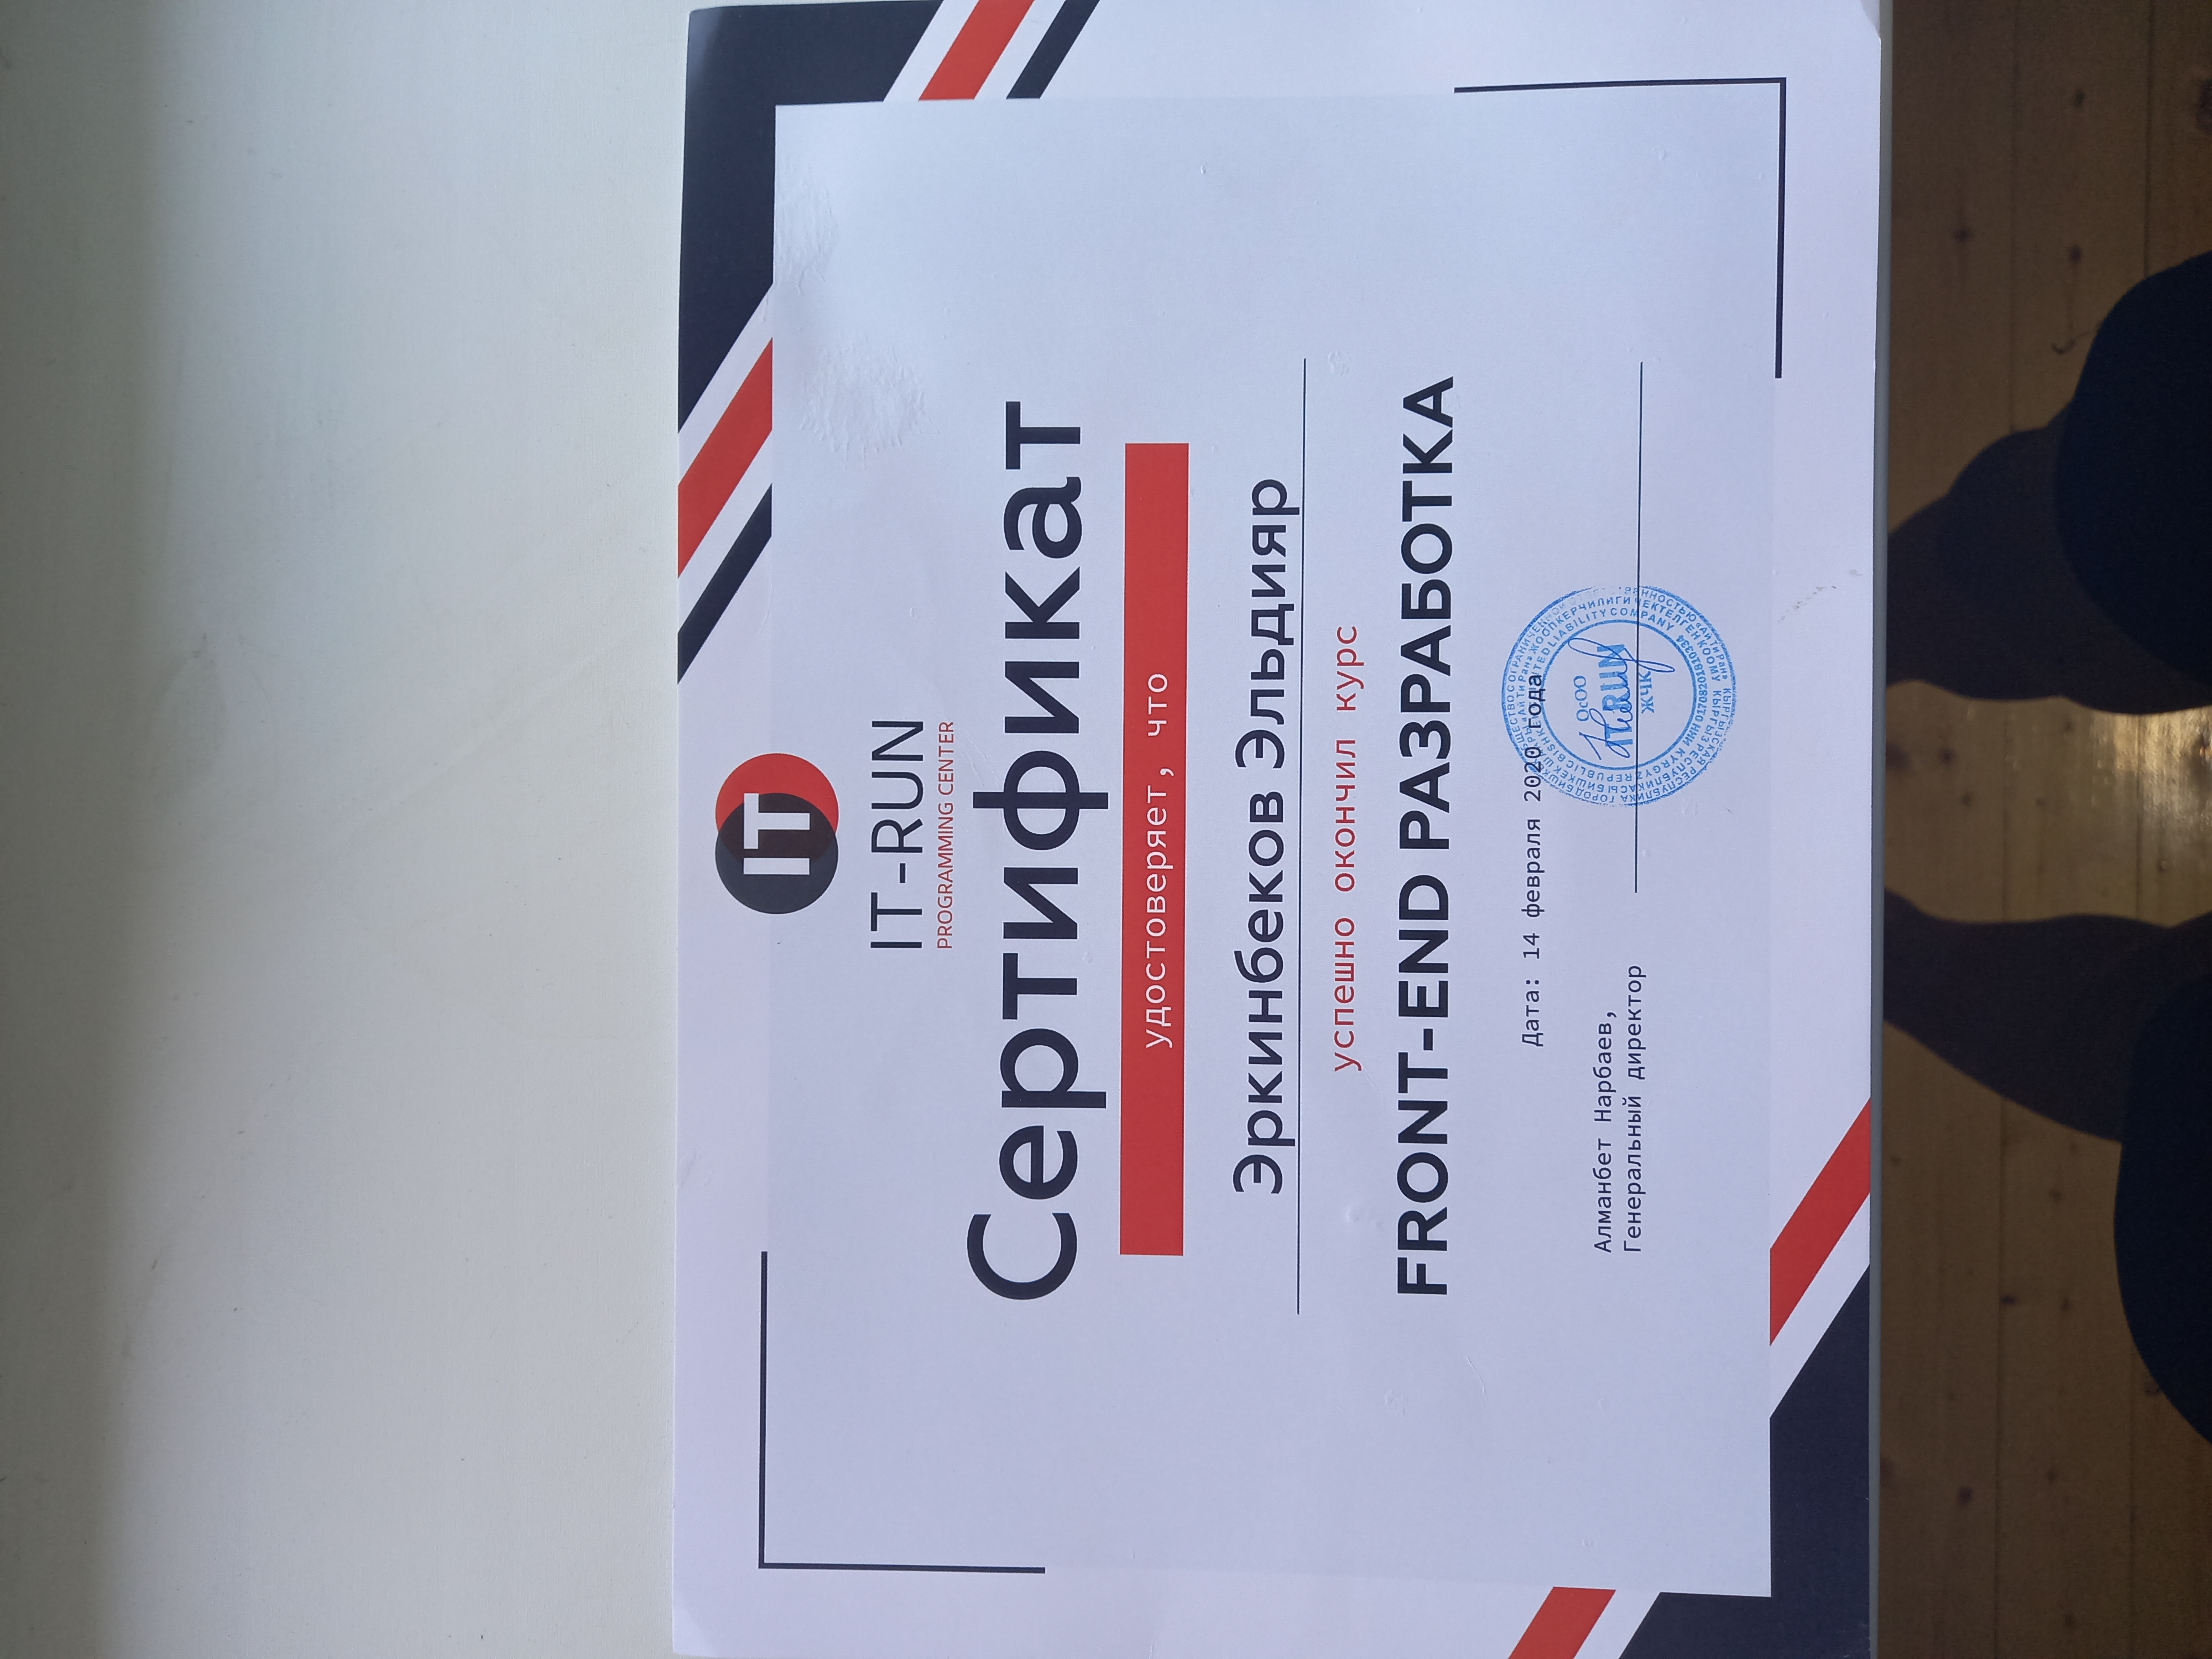 IT
IT-RUN
PROGRAMMING CENTER
Сертификат
удостоверяет, что
Эркинбеков Эльдияр
успешно окончил курс
FRONT-END РАЗРАБОТКА
Дата: 14 февраля 2020 года
Алманбет Нарбаев,
Генеральный директор
ОсОО
IT RUN
ЖЧК
ИНН 01708201810334